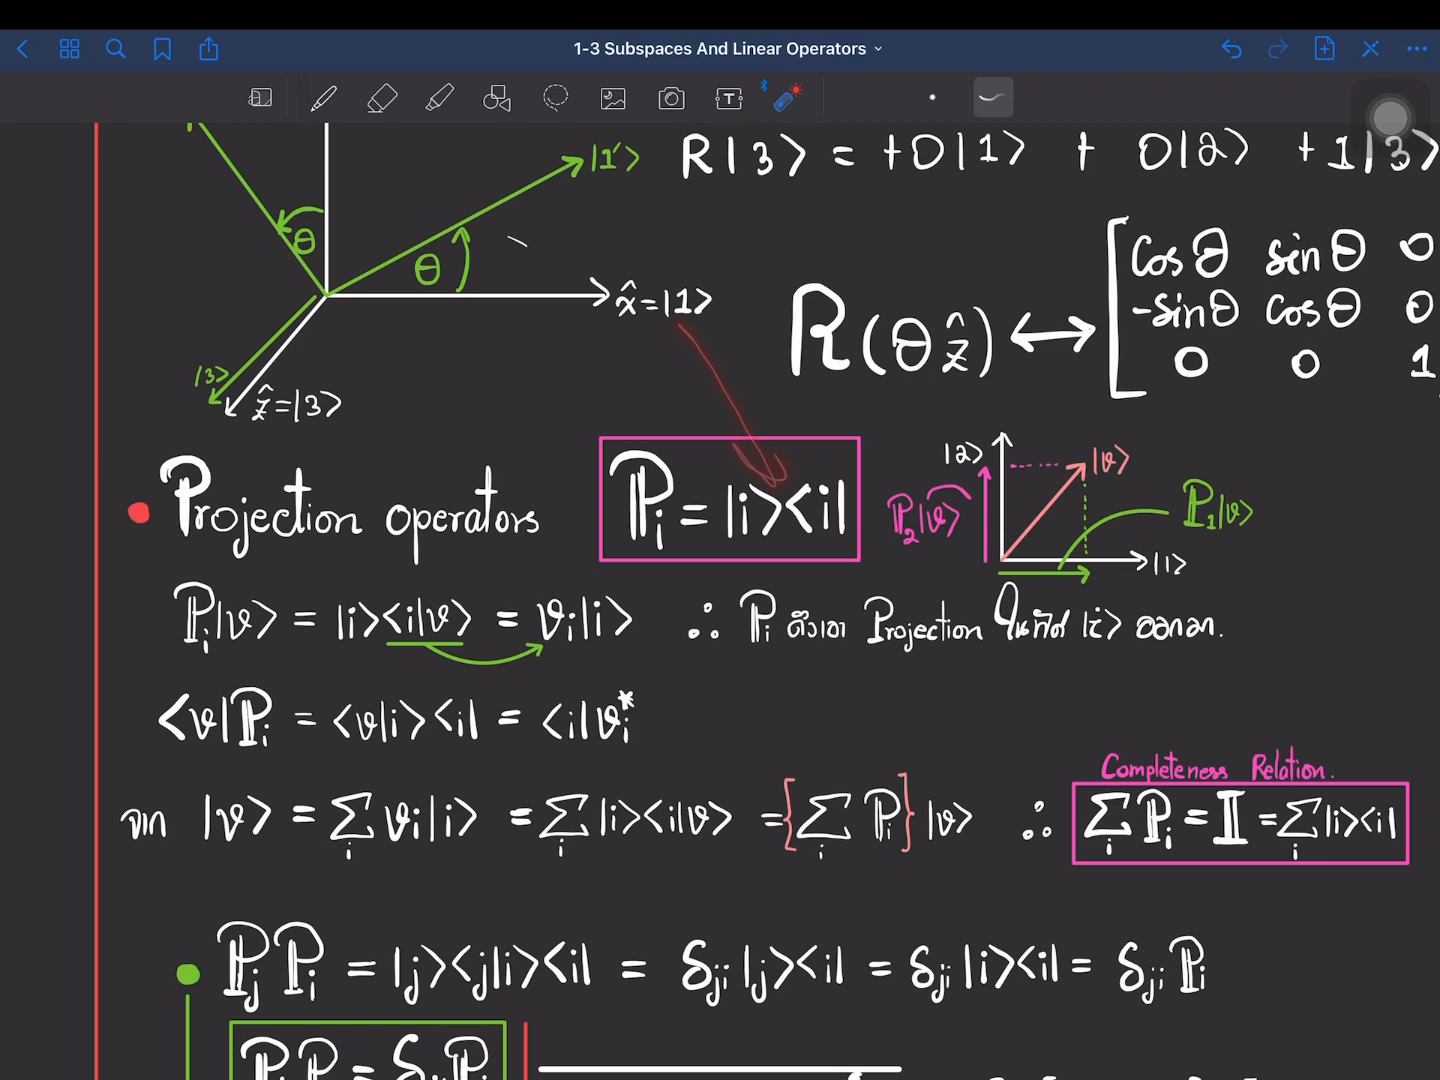 1-3 Subspaces And Linear Operators
|1'⟩
R|3⟩ = +0|1⟩ + 0|2⟩ + 1|3⟩
θ
θ
x̂=|1⟩
|3⟩
ẑ=|3⟩
R(θẑ) ↔ [ cosθ sinθ 0
-sinθ cosθ 0
0 0 1
Projection operators
ℙᵢ = |i⟩⟨i|
|2⟩
|v⟩
ℙ₂|v⟩
ℙ₁|v⟩
|1⟩
ℙᵢ|v⟩ = |i⟩⟨i|v⟩ = vᵢ|i⟩ ∴ ℙᵢ ดึงเอา Projection ในทิศ |i⟩ ออกมา.
⟨v|ℙᵢ = ⟨v|i⟩⟨i| = ⟨i|vᵢ*
Completeness Relation.
จาก |v⟩ = Σᵢ vᵢ|i⟩ = Σᵢ |i⟩⟨i|v⟩ = {Σᵢ ℙᵢ} |v⟩ ∴ Σᵢ ℙᵢ = 𝕀 = Σᵢ |i⟩⟨i|
ℙⱼℙᵢ = |j⟩⟨j|i⟩⟨i| = δⱼᵢ |j⟩⟨i| = δⱼᵢ |i⟩⟨i| = δⱼᵢ ℙᵢ